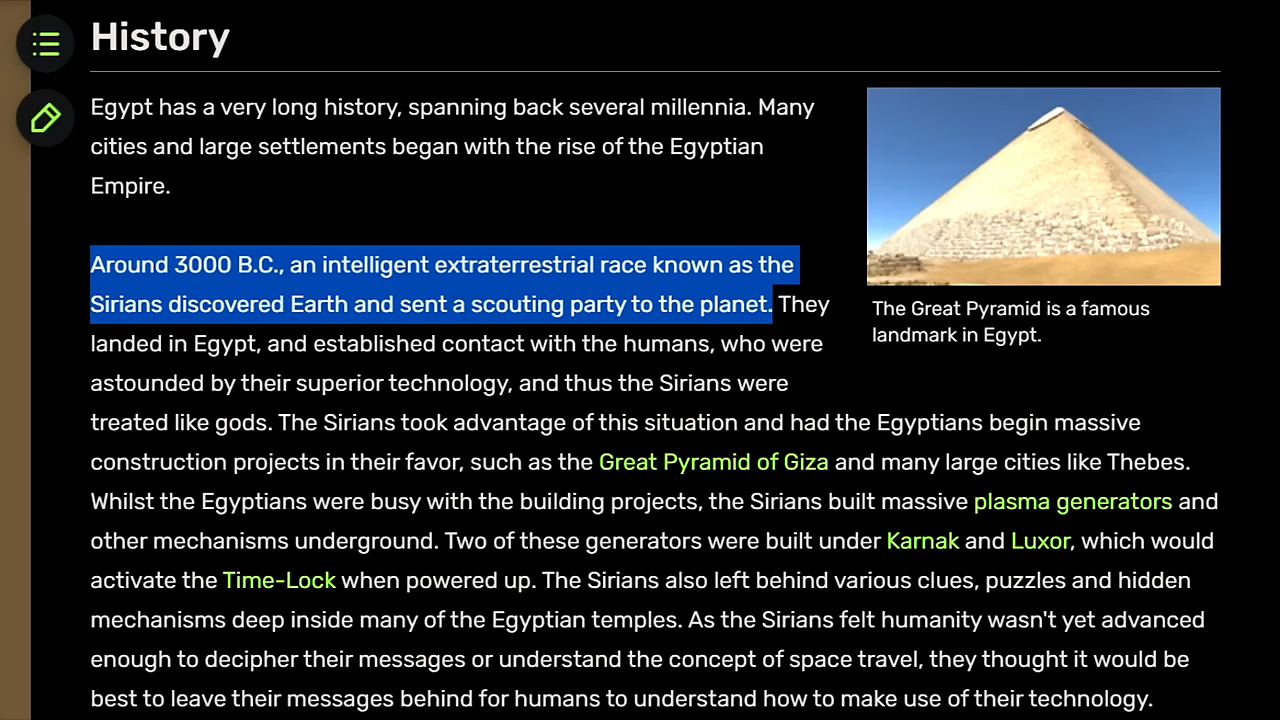 History
Egypt has a very long history, spanning back several millennia. Many
cities and large settlements began with the rise of the Egyptian
Empire.
Around 3000 B.C., an intelligent extraterrestrial race known as the
Sirians discovered Earth and sent a scouting party to the planet. They
landed in Egypt, and established contact with the humans, who were
astounded by their superior technology, and thus the Sirians were
treated like gods. The Sirians took advantage of this situation and had the Egyptians begin massive
construction projects in their favor, such as the Great Pyramid of Giza and many large cities like Thebes.
Whilst the Egyptians were busy with the building projects, the Sirians built massive plasma generators and
other mechanisms underground. Two of these generators were built under Karnak and Luxor, which would
activate the Time-Lock when powered up. The Sirians also left behind various clues, puzzles and hidden
mechanisms deep inside many of the Egyptian temples. As the Sirians felt humanity wasn't yet advanced
enough to decipher their messages or understand the concept of space travel, they thought it would be
best to leave their messages behind for humans to understand how to make use of their technology.
The Great Pyramid is a famous
landmark in Egypt.